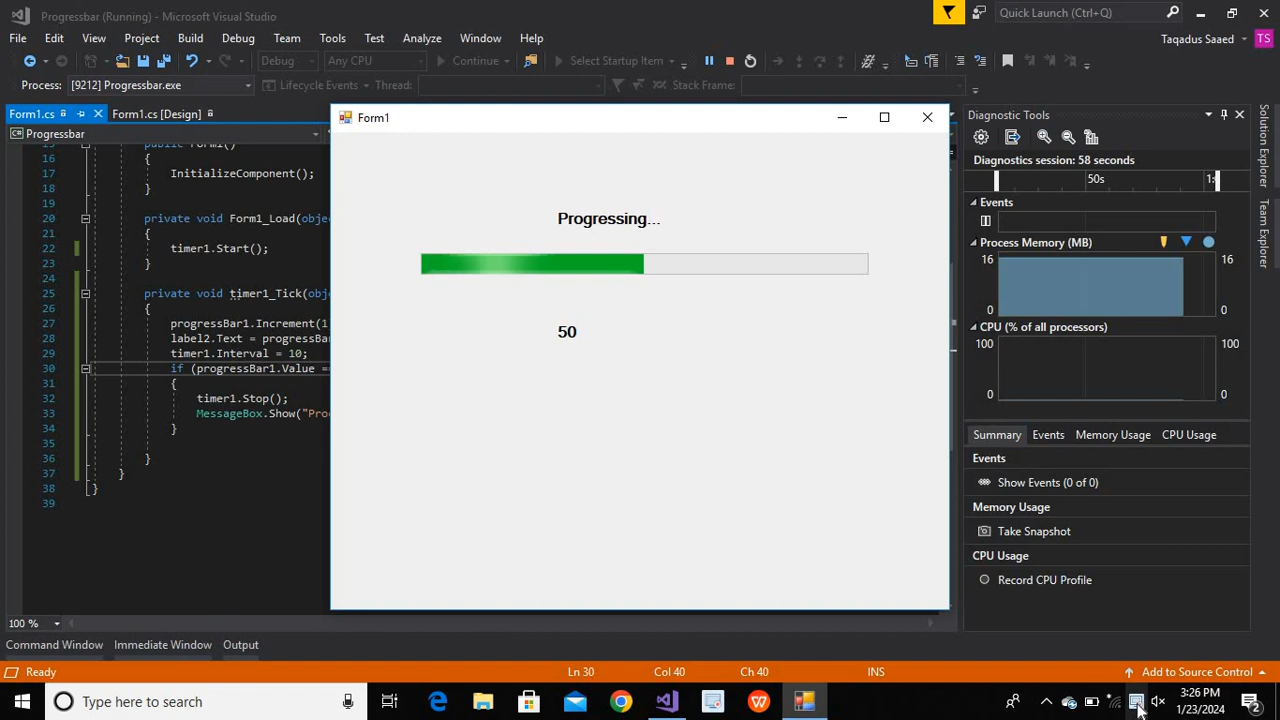 Progressbar (Running) - Microsoft Visual Studio
Quick Launch (Ctrl+Q)
File Edit View Project Build Debug Team Tools Test Analyze Window Help
Taqadus Saeed TS
Debug Any CPU Continue Select Startup Item...
Process: [9212] Progressbar.exe Lifecycle Events Thread: Stack Frame:
Form1.cs Form1.cs [Design]
Progressbar
16 {
17 InitializeComponent();
18 }
19
20 private void Form1_Load(obje
21 {
22 timer1.Start();
23 }
24
25 private void timer1_Tick(obj
26 {
27 progressBar1.Increment(1
28 label2.Text = progressBa
29 timer1.Interval = 10;
30 if (progressBar1.Value =
31 {
32 timer1.Stop();
33 MessageBox.Show("Pro
34 }
35
36 }
37 }
38 }
39
100 %
Form1
Progressing...
50
Diagnostic Tools
Diagnostics session: 58 seconds
50s
Events
Process Memory (MB)
16 16
0 0
CPU (% of all processors)
100 100
0 0
Summary Events Memory Usage CPU Usage
Events
Show Events (0 of 0)
Memory Usage
Take Snapshot
CPU Usage
Record CPU Profile
Solution Explorer
Team Explorer
Command Window Immediate Window Output
Ready Ln 30 Col 40 Ch 40 INS Add to Source Control
Type here to search
3:26 PM
1/23/2024
2